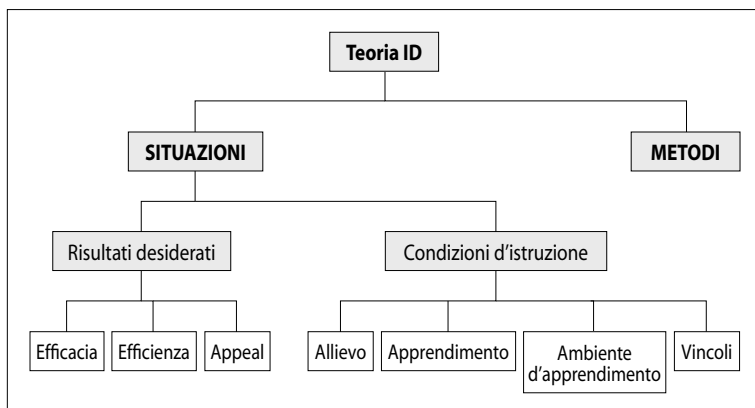 Teoria ID
SITUAZIONI
METODI
Risultati desiderati
Condizioni d'istruzione
Efficacia
Efficienza
Appeal
Allievo
Apprendimento
Ambiente
d'apprendimento
Vincoli